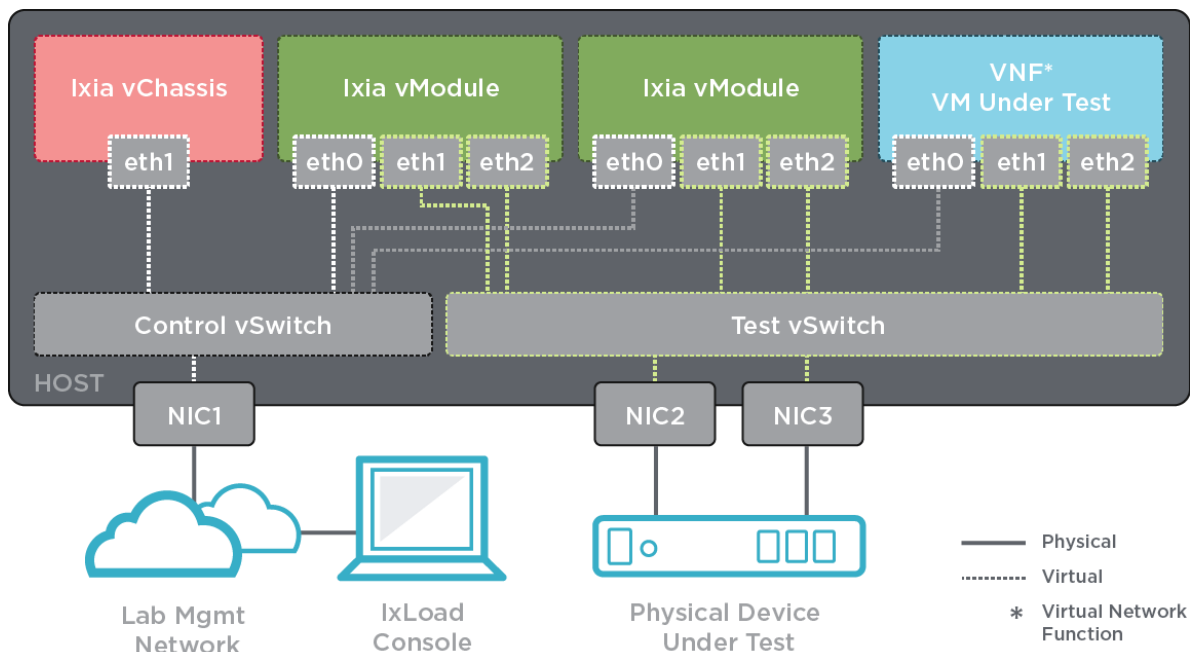 Ixia vChassis
Ixia vModule
Ixia vModule
VNF*
VM Under Test
eth1
eth0
eth1
eth2
eth0
eth1
eth2
eth0
eth1
eth2
Control vSwitch
Test vSwitch
HOST
NIC1
NIC2
NIC3
Lab Mgmt
Network
IxLoad
Console
Physical Device
Under Test
Physical
Virtual
* Virtual Network
Function